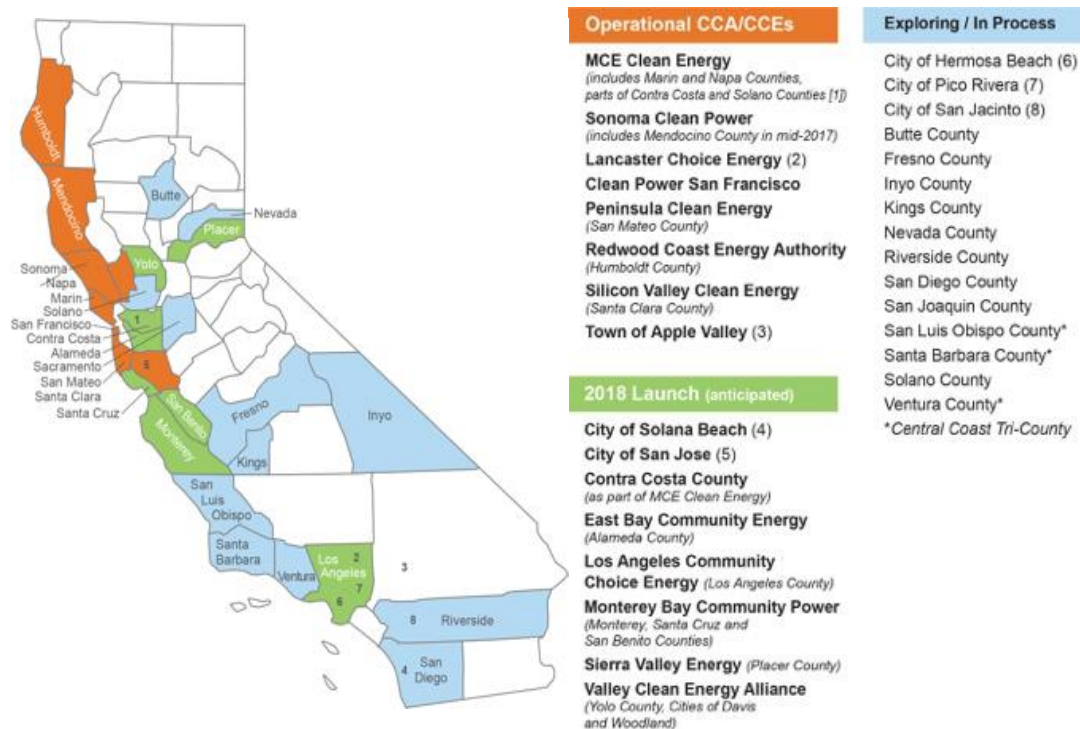 Humboldt
Mendocino
Butte
Nevada
Placer
Yolo
Sonoma
Napa
Marin
Solano
San Francisco
Contra Costa
Alameda
Sacramento
San Mateo
Santa Clara
Santa Cruz
1
5
San Benito
Monterey
Fresno
Kings
Inyo
San
Luis
Obispo
Santa
Barbara
Ventura
Los
Angeles
2
7
6
3
8
Riverside
4
San
Diego
Operational CCA/CCEs
MCE Clean Energy
(includes Marin and Napa Counties,
parts of Contra Costa and Solano Counties [1])
Sonoma Clean Power
(includes Mendocino County in mid-2017)
Lancaster Choice Energy (2)
Clean Power San Francisco
Peninsula Clean Energy
(San Mateo County)
Redwood Coast Energy Authority
(Humboldt County)
Silicon Valley Clean Energy
(Santa Clara County)
Town of Apple Valley (3)
2018 Launch (anticipated)
City of Solana Beach (4)
City of San Jose (5)
Contra Costa County
(as part of MCE Clean Energy)
East Bay Community Energy
(Alameda County)
Los Angeles Community
Choice Energy (Los Angeles County)
Monterey Bay Community Power
(Monterey, Santa Cruz and
San Benito Counties)
Sierra Valley Energy (Placer County)
Valley Clean Energy Alliance
(Yolo County, Cities of Davis
and Woodland)
Exploring / In Process
City of Hermosa Beach (6)
City of Pico Rivera (7)
City of San Jacinto (8)
Butte County
Fresno County
Inyo County
Kings County
Nevada County
Riverside County
San Diego County
San Joaquin County
San Luis Obispo County*
Santa Barbara County*
Solano County
Ventura County*
*Central Coast Tri-County